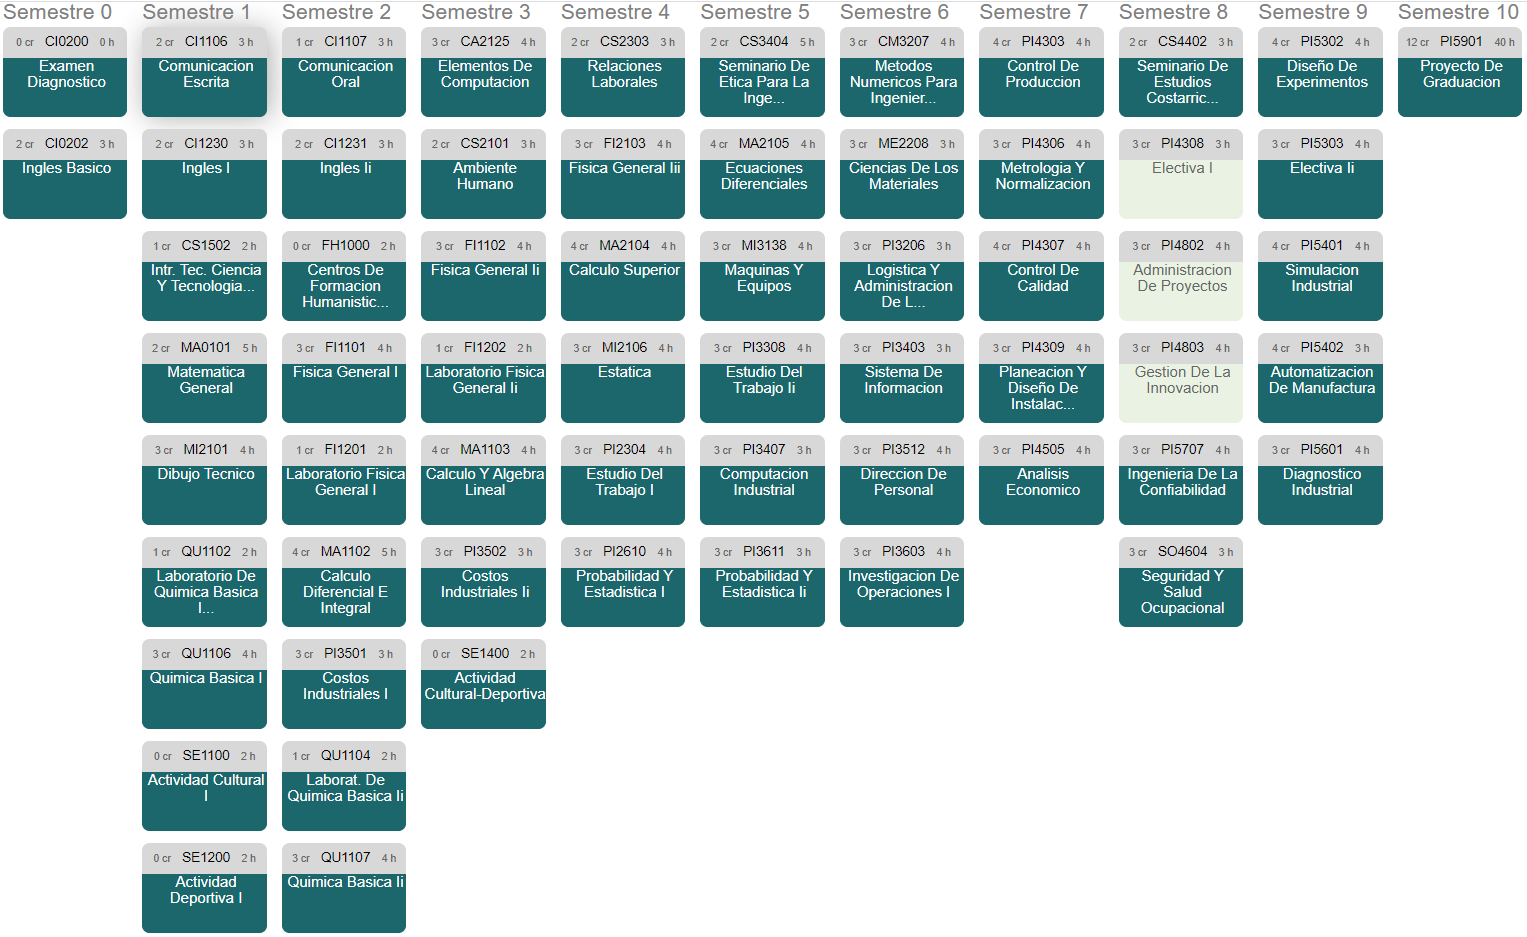 Semestre 0
0 cr CI0200 0 h
Examen
Diagnostico
2 cr CI0202 3 h
Ingles Basico
Semestre 1
2 cr CI1106 3 h
Comunicacion
Escrita
2 cr CI1230 3 h
Ingles I
1 cr CS1502 2 h
Intr. Tec. Ciencia
Y Tecnologia...
2 cr MA0101 5 h
Matematica
General
3 cr MI2101 4 h
Dibujo Tecnico
1 cr QU1102 2 h
Laboratorio De
Quimica Basica
I...
3 cr QU1106 4 h
Quimica Basica I
0 cr SE1100 2 h
Actividad Cultural
I
0 cr SE1200 2 h
Actividad
Deportiva I
Semestre 2
1 cr CI1107 3 h
Comunicacion
Oral
2 cr CI1231 3 h
Ingles Ii
0 cr FH1000 2 h
Centros De
Formacion
Humanistic...
3 cr FI1101 4 h
Fisica General I
1 cr FI1201 2 h
Laboratorio Fisica
General I
4 cr MA1102 5 h
Calculo
Diferencial E
Integral
3 cr PI3501 3 h
Costos
Industriales I
1 cr QU1104 2 h
Laborat. De
Quimica Basica Ii
3 cr QU1107 4 h
Quimica Basica Ii
Semestre 3
3 cr CA2125 4 h
Elementos De
Computacion
2 cr CS2101 3 h
Ambiente
Humano
3 cr FI1102 4 h
Fisica General Ii
1 cr FI1202 2 h
Laboratorio Fisica
General Ii
4 cr MA1103 4 h
Calculo Y Algebra
Lineal
3 cr PI3502 3 h
Costos
Industriales Ii
0 cr SE1400 2 h
Actividad
Cultural-Deportiva
Semestre 4
2 cr CS2303 3 h
Relaciones
Laborales
3 cr FI2103 4 h
Fisica General Iii
4 cr MA2104 4 h
Calculo Superior
3 cr MI2106 4 h
Estatica
3 cr PI2304 4 h
Estudio Del
Trabajo I
3 cr PI2610 4 h
Probabilidad Y
Estadistica I
Semestre 5
2 cr CS3404 5 h
Seminario De
Etica Para La
Inge...
4 cr MA2105 4 h
Ecuaciones
Diferenciales
3 cr MI3138 4 h
Maquinas Y
Equipos
3 cr PI3308 4 h
Estudio Del
Trabajo Ii
3 cr PI3407 3 h
Computacion
Industrial
3 cr PI3611 3 h
Probabilidad Y
Estadistica Ii
Semestre 6
3 cr CM3207 4 h
Metodos
Numericos Para
Ingenier...
3 cr ME2208 3 h
Ciencias De Los
Materiales
3 cr PI3206 3 h
Logistica Y
Administracion
De L...
3 cr PI3403 3 h
Sistema De
Informacion
3 cr PI3512 4 h
Direccion De
Personal
3 cr PI3603 4 h
Investigacion De
Operaciones I
Semestre 7
4 cr PI4303 4 h
Control De
Produccion
3 cr PI4306 4 h
Metrologia Y
Normalizacion
4 cr PI4307 4 h
Control De
Calidad
3 cr PI4309 4 h
Planeacion Y
Diseño De
Instalac...
3 cr PI4505 4 h
Analisis
Economico
Semestre 8
2 cr CS4402 3 h
Seminario De
Estudios
Costarric...
3 cr PI4308 3 h
Electiva I
3 cr PI4802 4 h
Administracion
De Proyectos
3 cr PI4803 4 h
Gestion De La
Innovacion
3 cr PI5707 4 h
Ingenieria De La
Confiabilidad
3 cr SO4604 3 h
Seguridad Y
Salud
Ocupacional
Semestre 9
4 cr PI5302 4 h
Diseño De
Experimentos
3 cr PI5303 4 h
Electiva Ii
4 cr PI5401 4 h
Simulacion
Industrial
4 cr PI5402 3 h
Automatizacion
De Manufactura
3 cr PI5601 4 h
Diagnostico
Industrial
Semestre 10
12 cr PI5901 40 h
Proyecto De
Graduacion